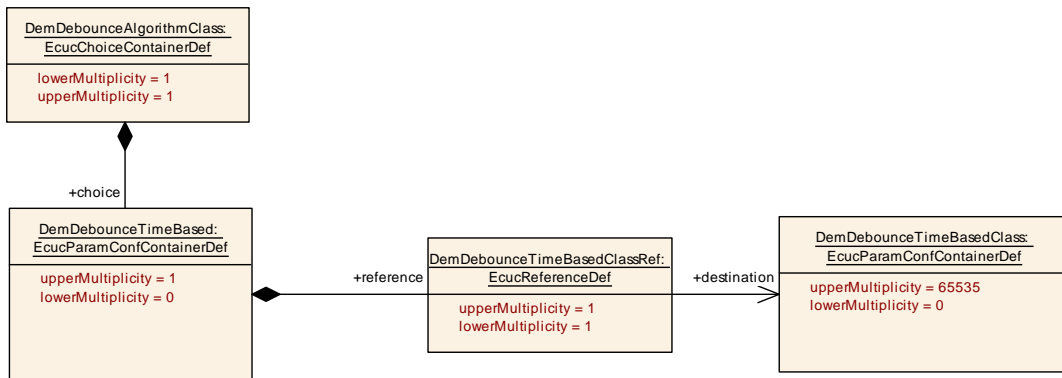 DemDebounceAlgorithmClass:
EcucChoiceContainerDef
lowerMultiplicity = 1
upperMultiplicity = 1
+choice
DemDebounceTimeBased:
EcucParamConfContainerDef
upperMultiplicity = 1
lowerMultiplicity = 0
+reference
DemDebounceTimeBasedClassRef:
EcucReferenceDef
upperMultiplicity = 1
lowerMultiplicity = 1
+destination
DemDebounceTimeBasedClass:
EcucParamConfContainerDef
upperMultiplicity = 65535
lowerMultiplicity = 0